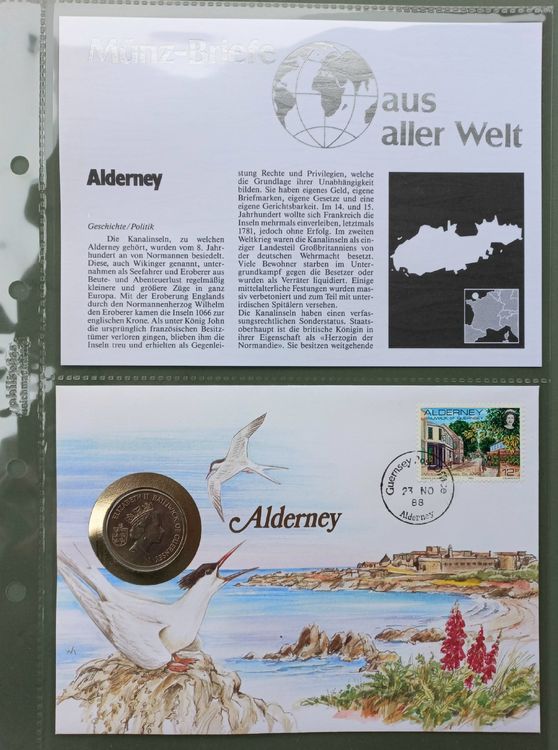 Münz-Briefe
aus
aller Welt
Alderney
Geschichte/Politik
Die Kanalinseln, zu welchen
Alderney gehört, wurden vom 8. Jahr-
hundert an von Normannen besiedelt.
Diese, auch Wikinger genannt, unter-
nahmen als Seefahrer und Eroberer aus
Beute- und Abenteuerlust regelmäßig
kleinere und größere Züge in ganz
Europa. Mit der Eroberung Englands
durch den Normannenherzog Wilhelm
den Eroberer kamen die Inseln 1066 zur
englischen Krone. Als unter König John
die ursprünglich französischen Besitz-
tümer verloren gingen, blieben ihm die
Inseln treu und erhielten als Gegenlei-
stung Rechte und Privilegien, welche
die Grundlage ihrer Unabhängigkeit
bilden. Sie haben eigenes Geld, eigene
Briefmarken, eigene Gesetze und eine
eigene Gerichtsbarkeit. Im 14. und 15.
Jahrhundert wollte sich Frankreich die
Inseln mehrmals einverleiben, letztmals
1781, jedoch ohne Erfolg. Im zweiten
Weltkrieg waren die Kanalinseln als ein-
ziger Landesteil Großbritanniens von
der deutschen Wehrmacht besetzt.
Viele Bewohner starben im Unter-
grundkampf gegen die Besetzer oder
wurden als Verräter liquidiert. Einige
mittelalterliche Festungen wurden mas-
siv verbetoniert und zum Teil mit unter-
irdischen Spitälern versehen.
Die Kanalinseln haben einen verfas-
sungsrechtlichen Sonderstatus. Staats-
oberhaupt ist die britische Königin in
ihrer Eigenschaft als «Herzogin der
Normandie». Sie besitzen weitgehende
ALDERNEY
BAILIWICK OF GUERNSEY
12
Guernsey Post Office
23 NO
88
Alderney
Alderney
ELIZABETH II BAILIWICK OF GUERNSEY